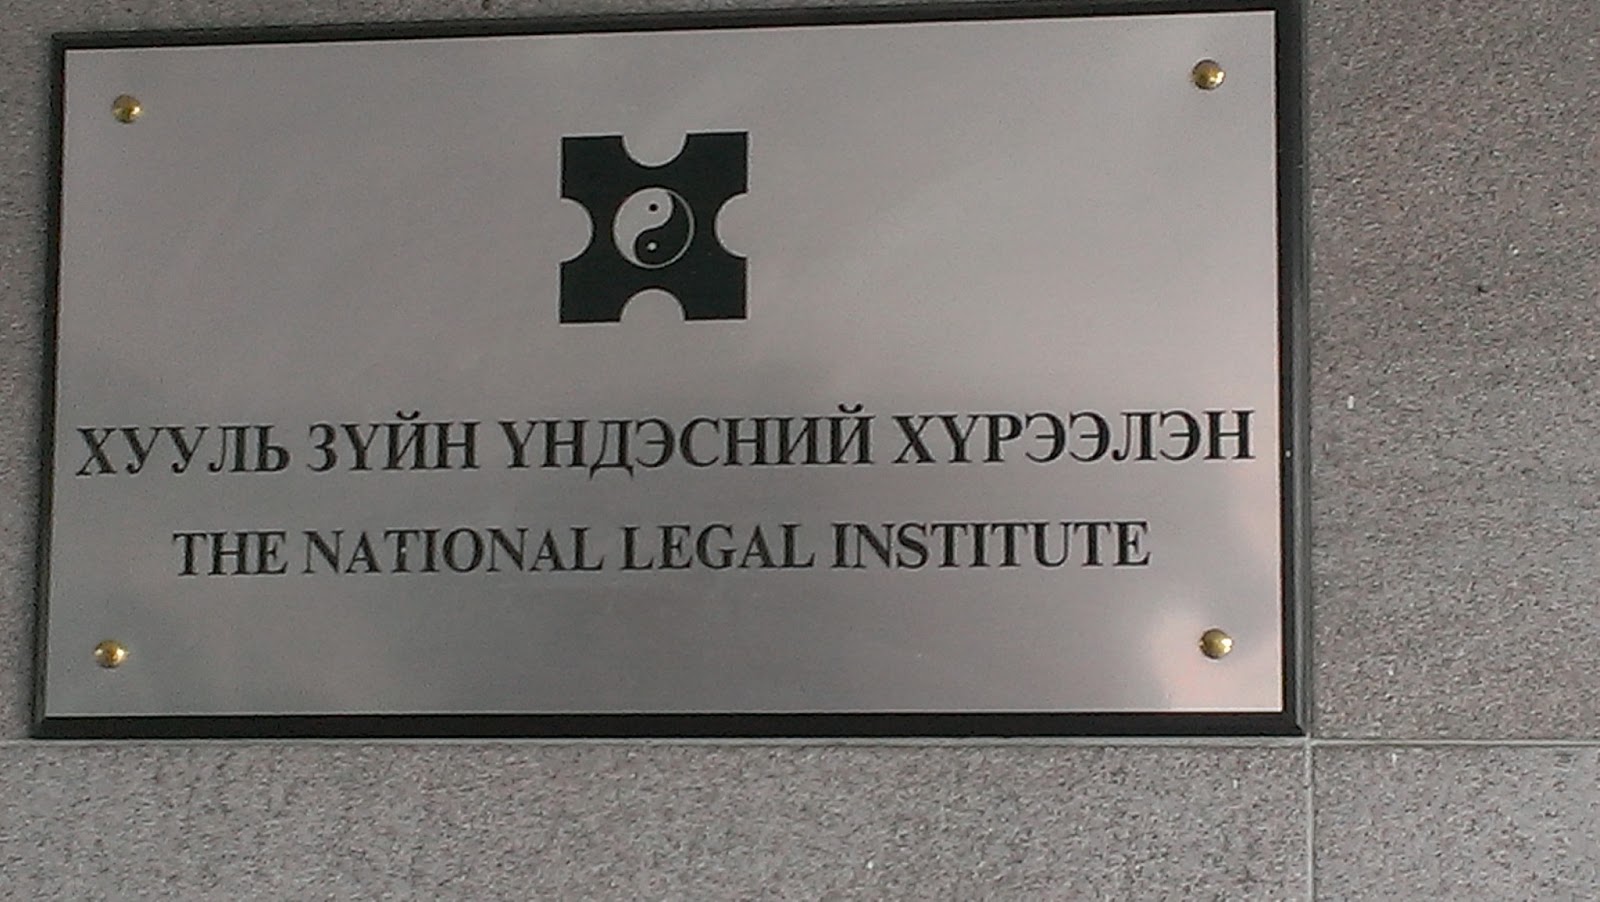 ХУУЛЬ ЗҮЙН ҮНДЭСНИЙ ХҮРЭЭЛЭН
THE NATIONAL LEGAL INSTITUTE